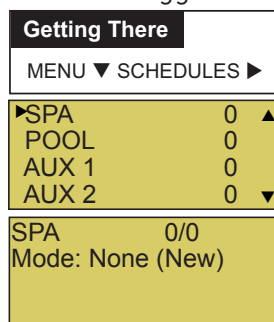 Getting There
MENU ▼ SCHEDULES ▶
▶SPA 0 ▲
POOL 0
AUX 1 0
AUX 2 0 ▼
SPA 0/0
Mode: None (New)